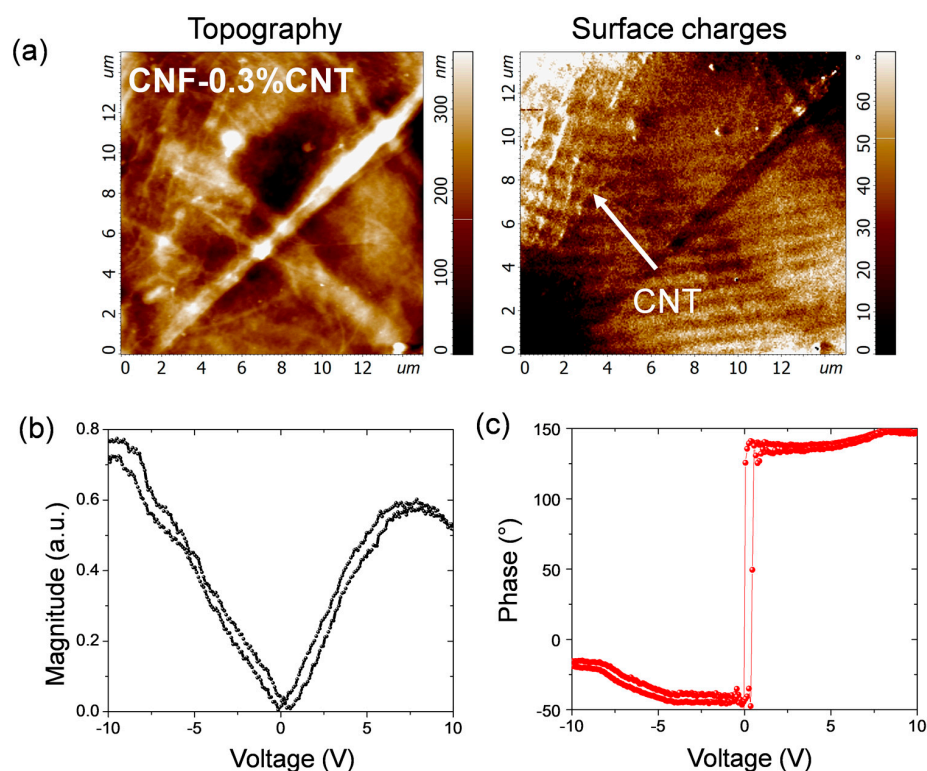 (a)
Topography
Surface charges
CNF-0.3%CNT
um
12
10
8
6
4
2
0
0 2 4 6 8 10 12
um
nm
300
200
100
0
um
12
10
8
6
4
2
0
0 2 4 6 8 10 12
um
CNT
°
60
50
40
30
20
10
0
(b)
Magnitude (a.u.)
0.8
0.6
0.4
0.2
0.0
-10 -5 0 5 10
Voltage (V)
(c)
Phase (°)
150
100
50
0
-50
-10 -5 0 5 10
Voltage (V)